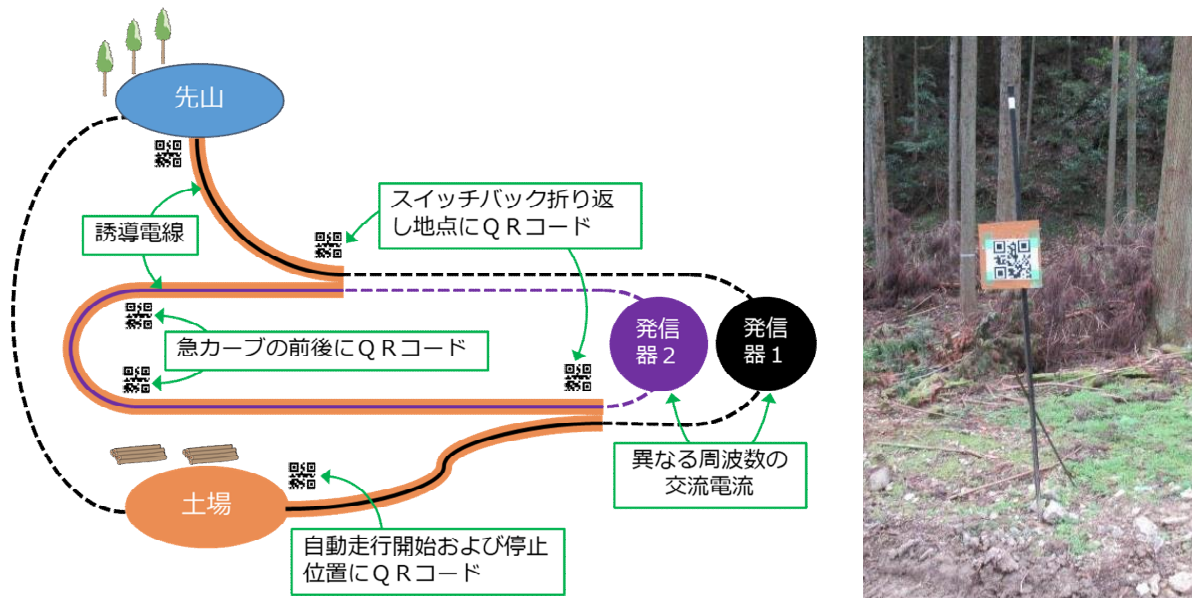 先山
スイッチバック折り返
し地点にＱＲコード
誘導電線
発信
器２
発信
器１
急カーブの前後にＱＲコード
異なる周波数の
交流電流
土場
自動走行開始および停止
位置にＱＲコード